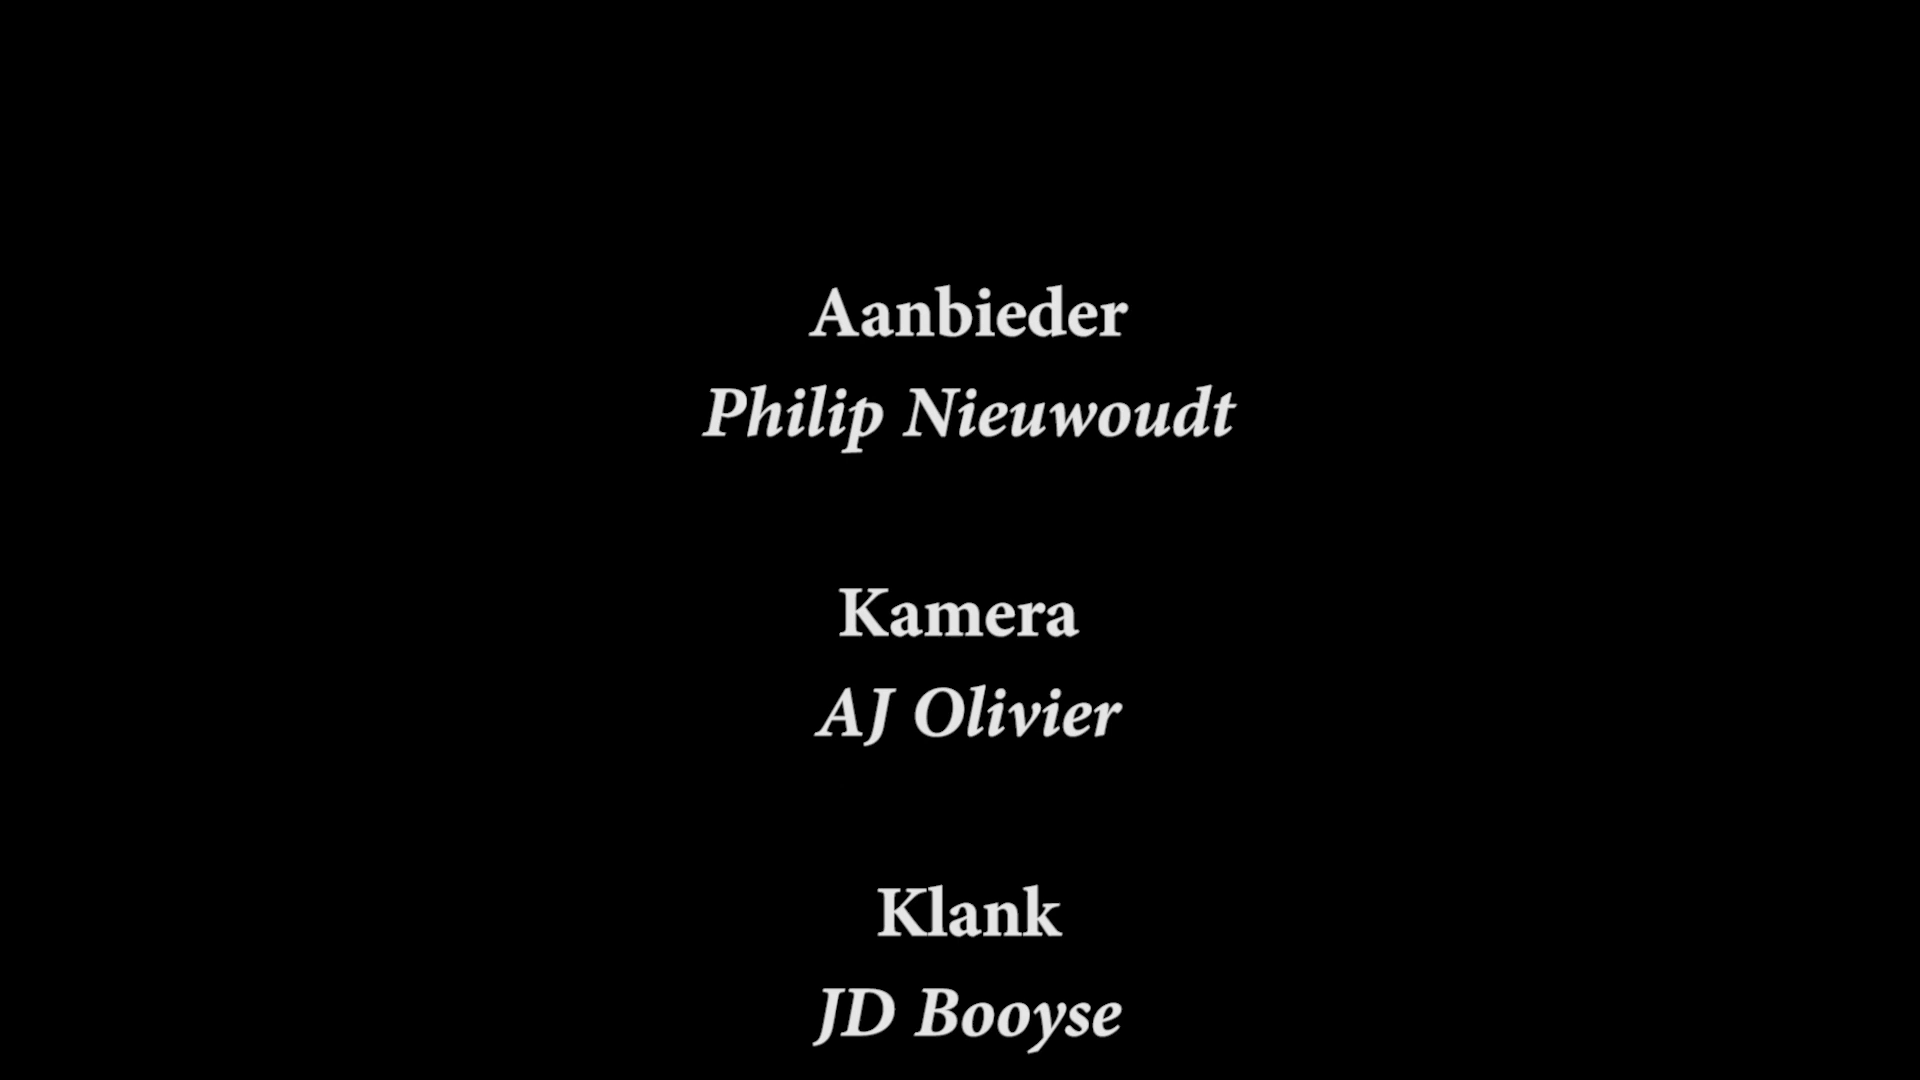 Aanbieder
Philip Nieuwoudt
Kamera
AJ Olivier
Klank
JD Booyse